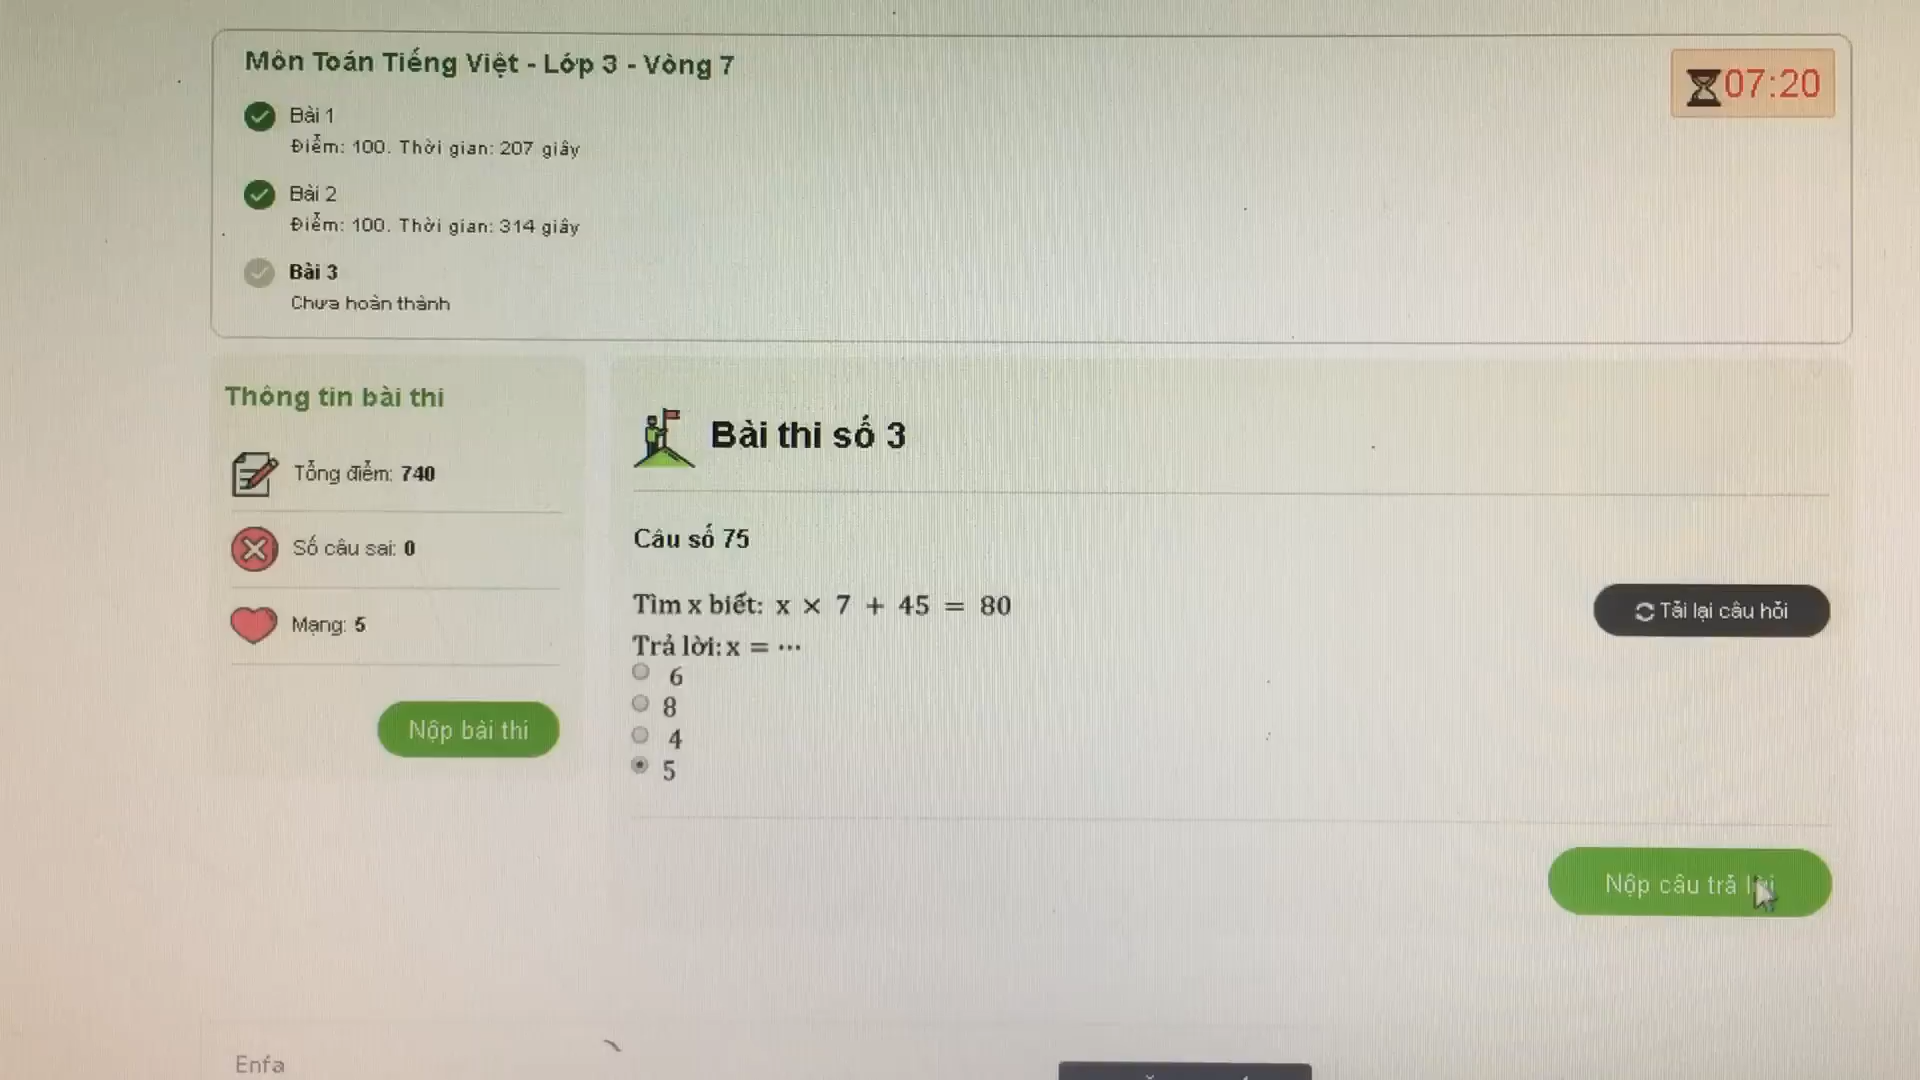 Môn Toán Tiếng Việt - Lớp 3 - Vòng 7
07:20
Bài 1
Điểm: 100. Thời gian: 207 giây
Bài 2
Điểm: 100. Thời gian: 314 giây
Bài 3
Chưa hoàn thành
Thông tin bài thi
Tổng điểm: 740
Số câu sai: 0
Mạng: 5
Nộp bài thi
Bài thi số 3
Câu số 75
Tìm x biết: x × 7 + 45 = 80
Trả lời: x = ···
6
8
4
5
Tải lại câu hỏi
Nộp câu trả lời
Enfa